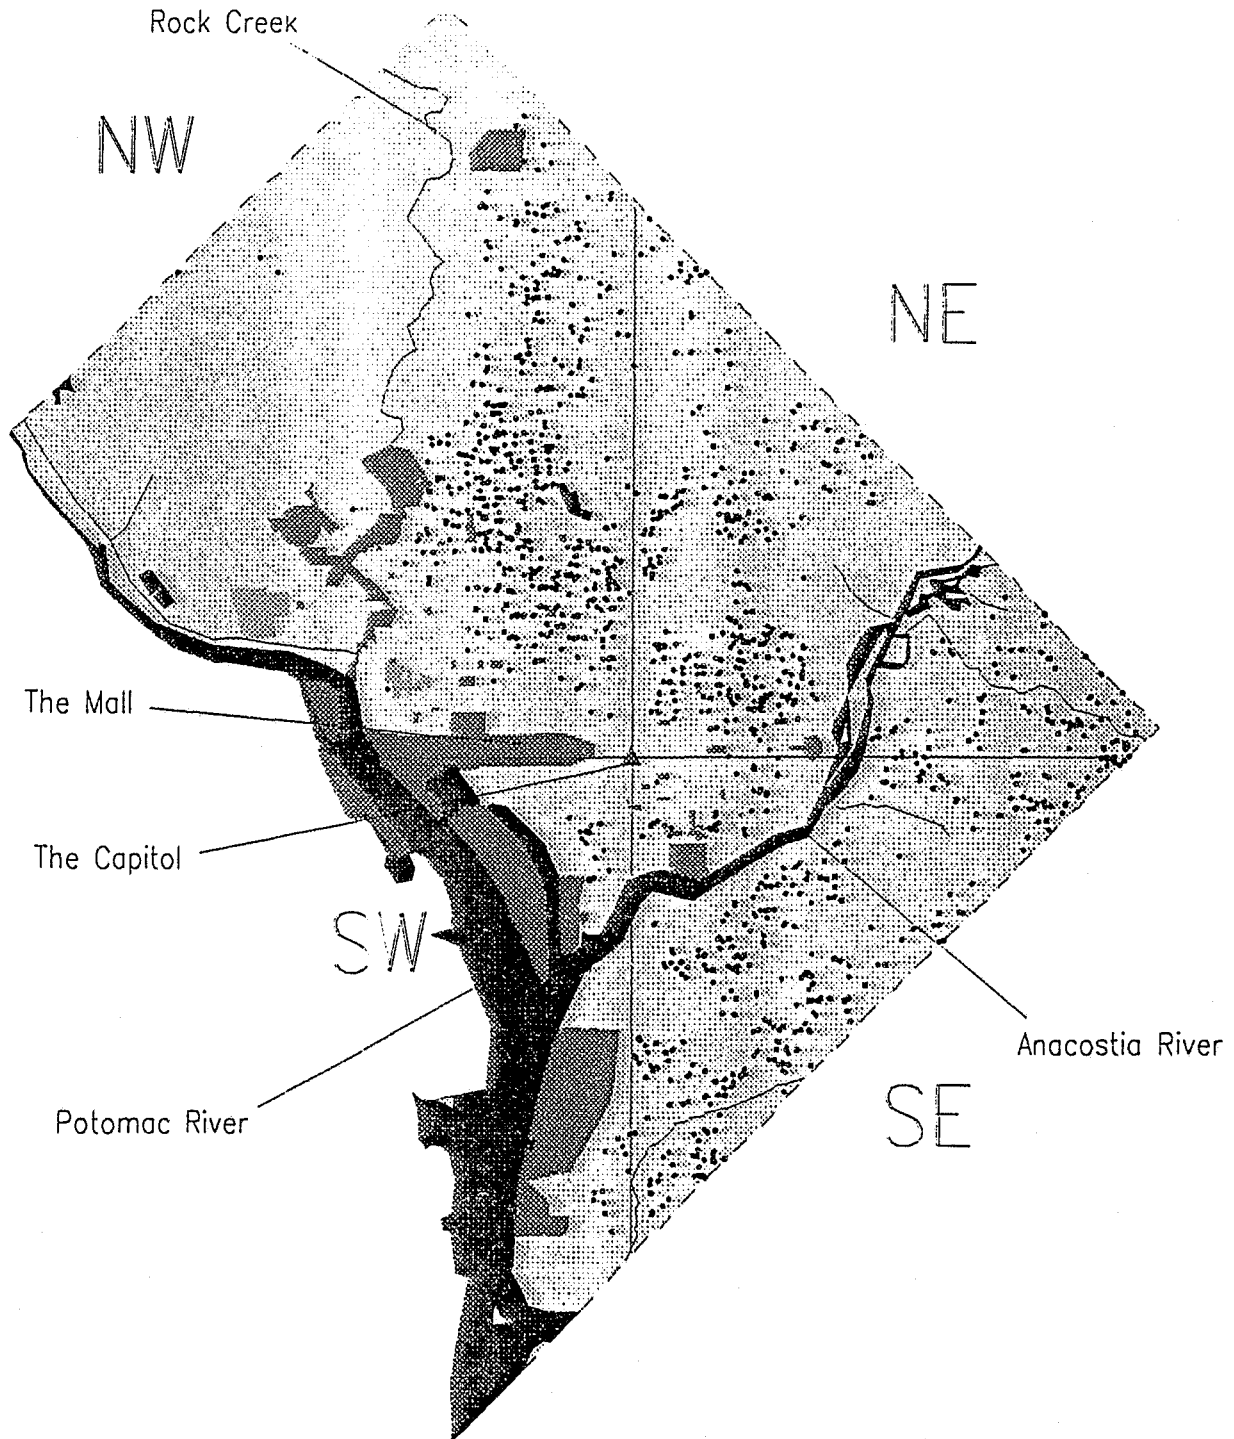 Rock Creek
NW
NE
The Mall
The Capitol
SW
Anacostia River
Potomac River
SE